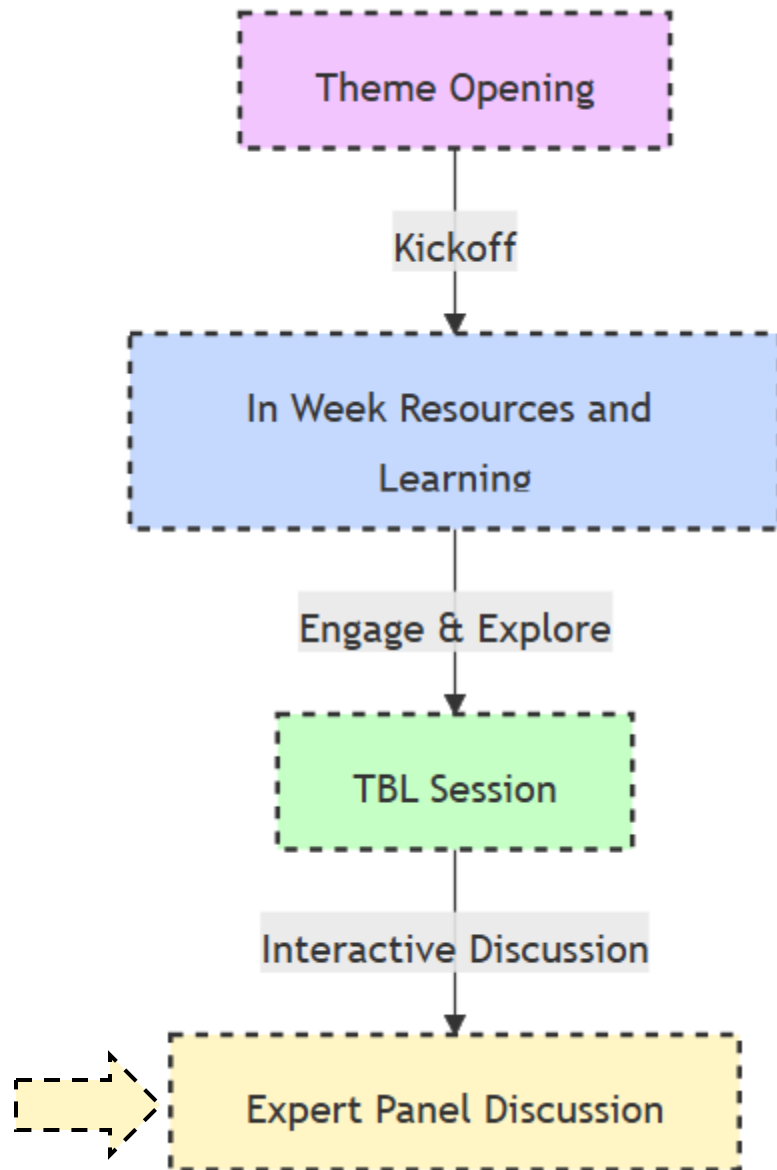 Theme Opening
Kickoff
In Week Resources and
Learning
Engage & Explore
TBL Session
Interactive Discussion
Expert Panel Discussion